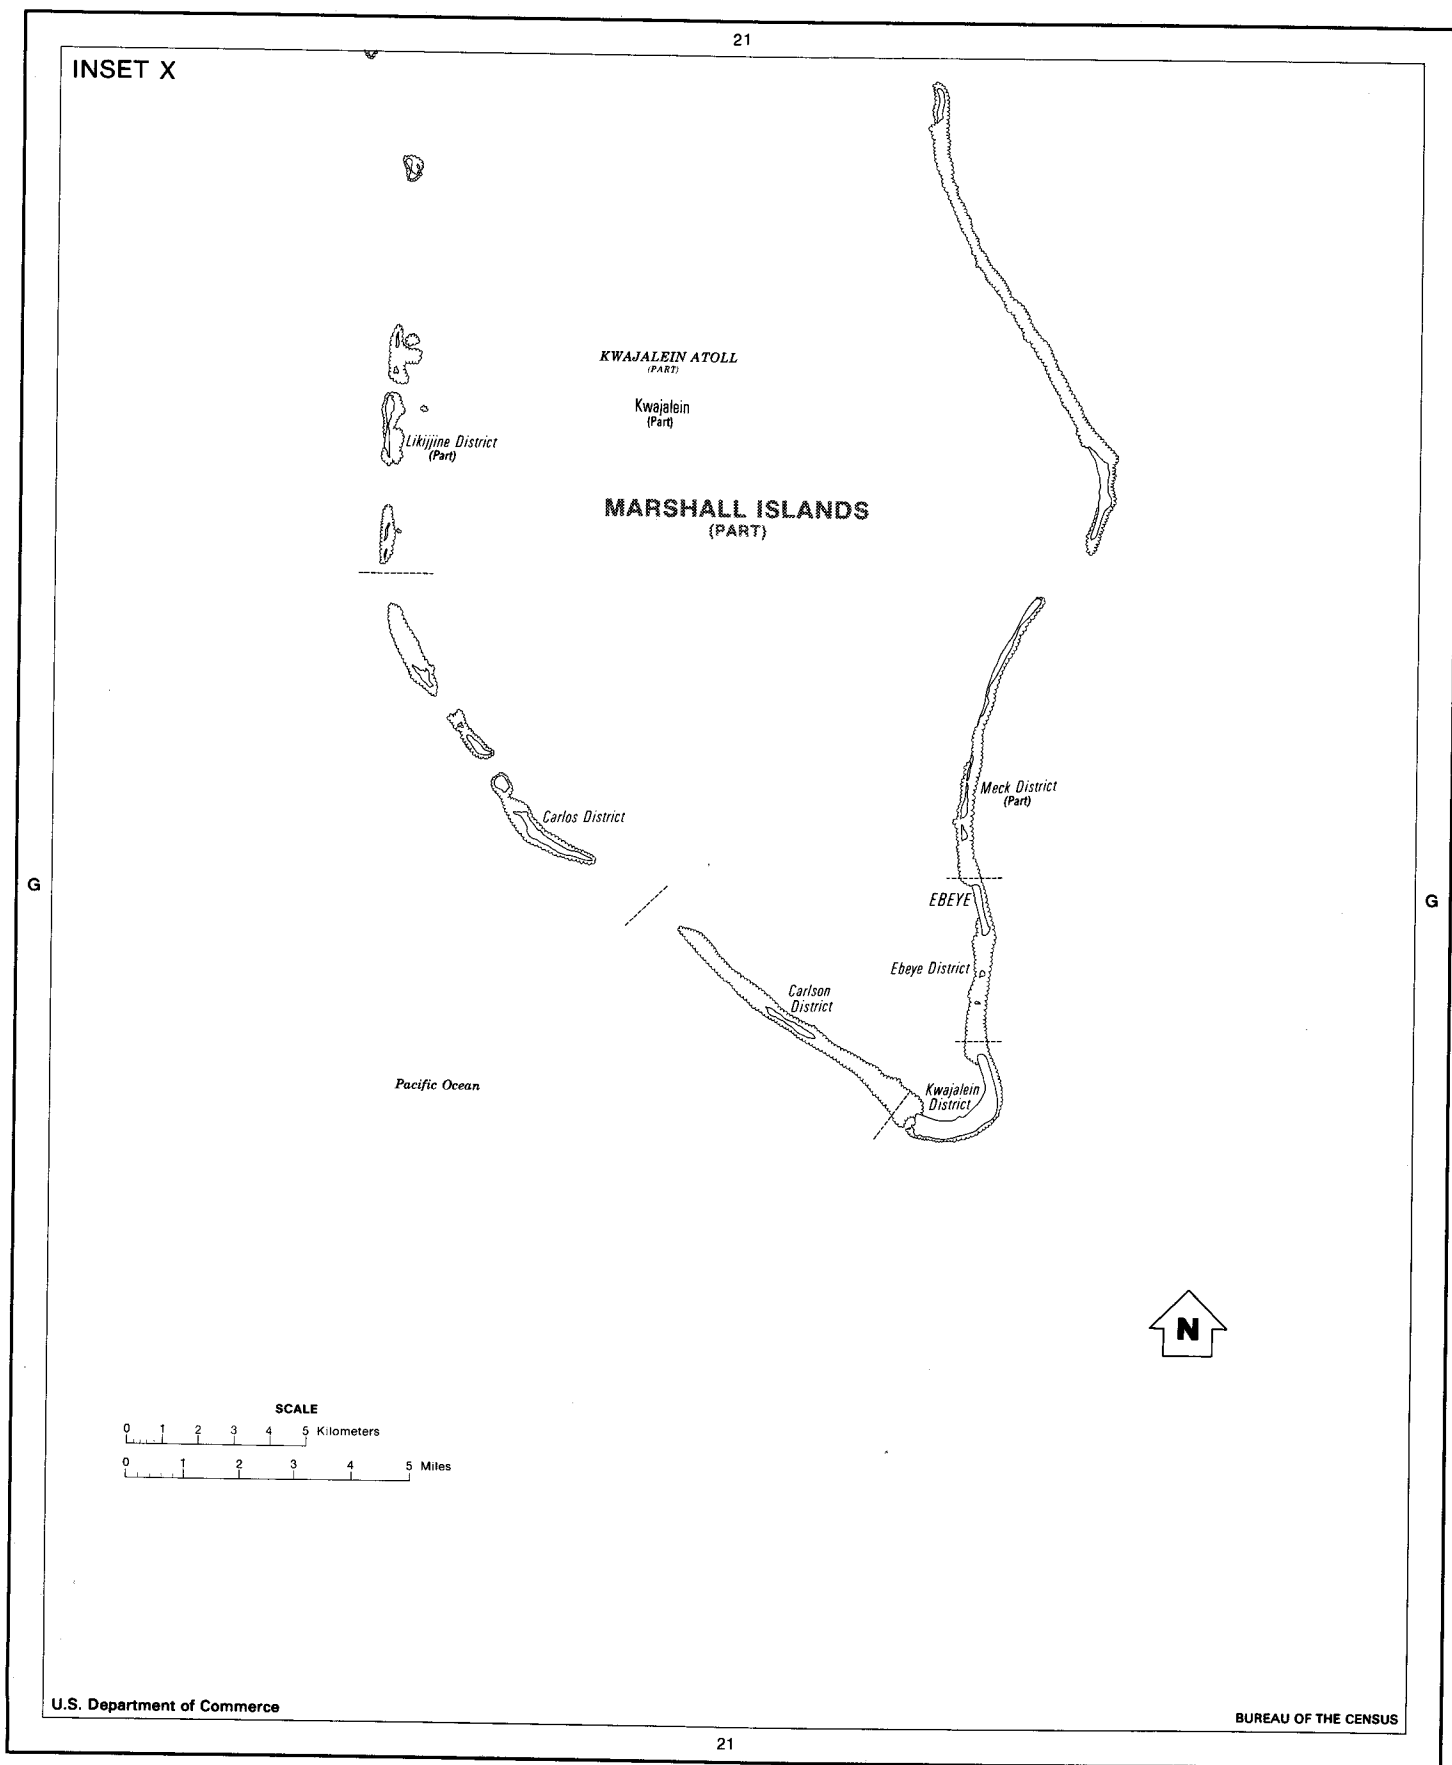 21
INSET X
KWAJALEIN ATOLL
(PART)
Kwajalein
(Part)
Likijjine District
(Part)
MARSHALL ISLANDS
(PART)
Meck District
(Part)
Carlos District
G
EBEYE
G
Ebeye District
Carlson
District
Pacific Ocean
Kwajalein
District
N
SCALE
0 1 2 3 4 5 Kilometers
0 1 2 3 4 5 Miles
U.S. Department of Commerce
BUREAU OF THE CENSUS
21